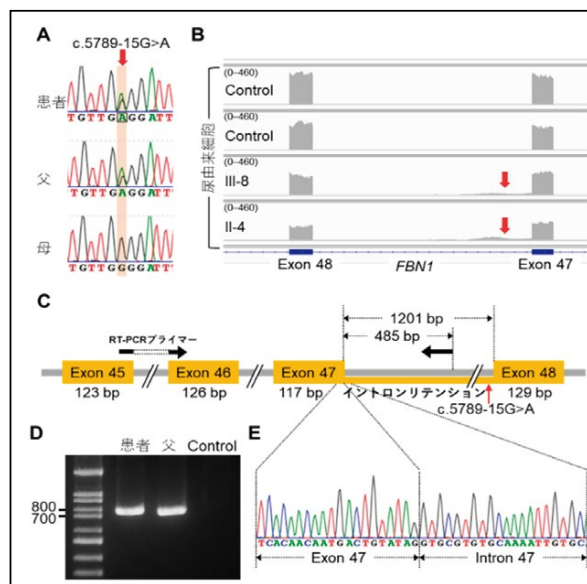 A
c.5789-15G>A
患者
TGTTGAGGATT
父
TGTTGAGGATT
母
TGTTGGGGATT
B
尿由来細胞
(0–460)
Control
(0–460)
Control
(0–460)
III-8
(0–460)
II-4
Exon 48
FBN1
Exon 47
C
1201 bp
485 bp
RT-PCRプライマー
Exon 45
Exon 46
Exon 47
Exon 48
123 bp
126 bp
117 bp
イントロンリテンション
129 bp
c.5789-15G>A
D
患者 父 Control
800
700
E
TCACAACAATGACTGTATAGGTGCGTGTGCAAAATTGTGC
Exon 47
Intron 47